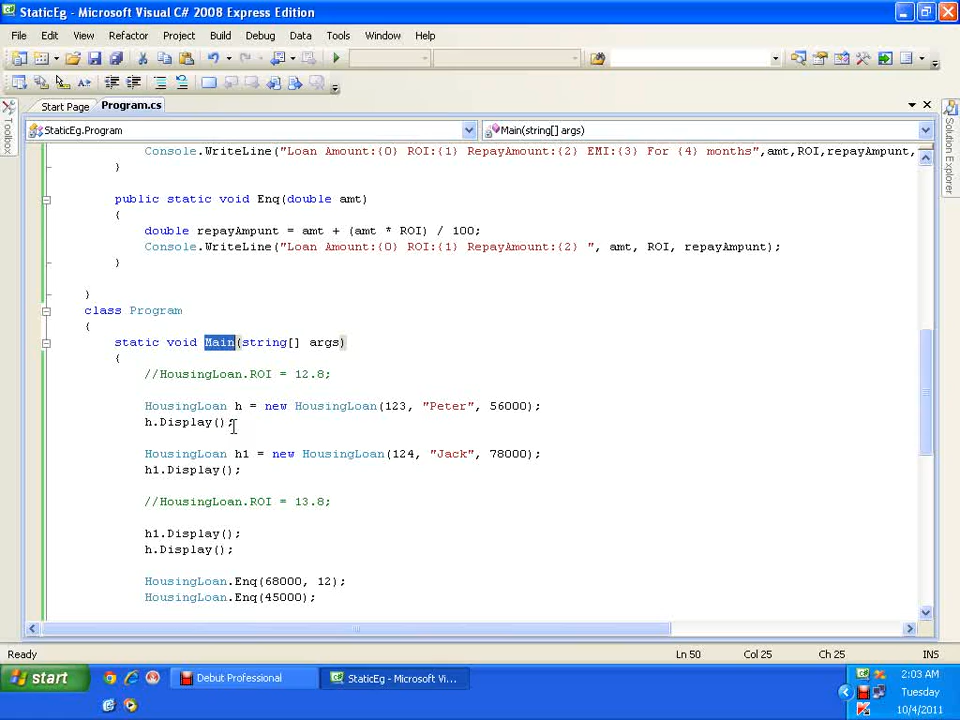 StaticEg - Microsoft Visual C# 2008 Express Edition
File Edit View Refactor Project Build Debug Data Tools Window Help
Start Page Program.cs
StaticEg.Program Main(string[] args)
Toolbox
Solution Explorer
Console.WriteLine("Loan Amount:{0} ROI:{1} RepayAmount:{2} EMI:{3} For {4} months",amt,ROI,repayAmpunt,
}
public static void Enq(double amt)
{
double repayAmpunt = amt + (amt * ROI) / 100;
Console.WriteLine("Loan Amount:{0} ROI:{1} RepayAmount:{2} ", amt, ROI, repayAmpunt);
}
}
class Program
{
static void Main(string[] args)
{
//HousingLoan.ROI = 12.8;
HousingLoan h = new HousingLoan(123, "Peter", 56000);
h.Display();
HousingLoan h1 = new HousingLoan(124, "Jack", 78000);
h1.Display();
//HousingLoan.ROI = 13.8;
h1.Display();
h.Display();
HousingLoan.Enq(68000, 12);
HousingLoan.Enq(45000);
Ready Ln 50 Col 25 Ch 25 INS
start Debut Professional StaticEg - Microsoft Vi...
2:03 AM
Tuesday
10/4/2011